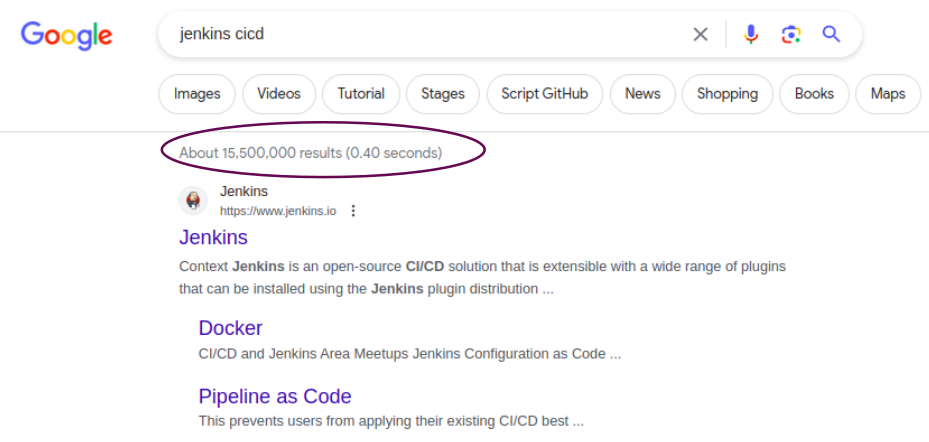 Google
jenkins cicd
Images Videos Tutorial Stages Script GitHub News Shopping Books Maps
About 15,500,000 results (0.40 seconds)
Jenkins
https://www.jenkins.io
Jenkins
Context Jenkins is an open-source CI/CD solution that is extensible with a wide range of plugins
that can be installed using the Jenkins plugin distribution ...
Docker
CI/CD and Jenkins Area Meetups Jenkins Configuration as Code ...
Pipeline as Code
This prevents users from applying their existing CI/CD best ...